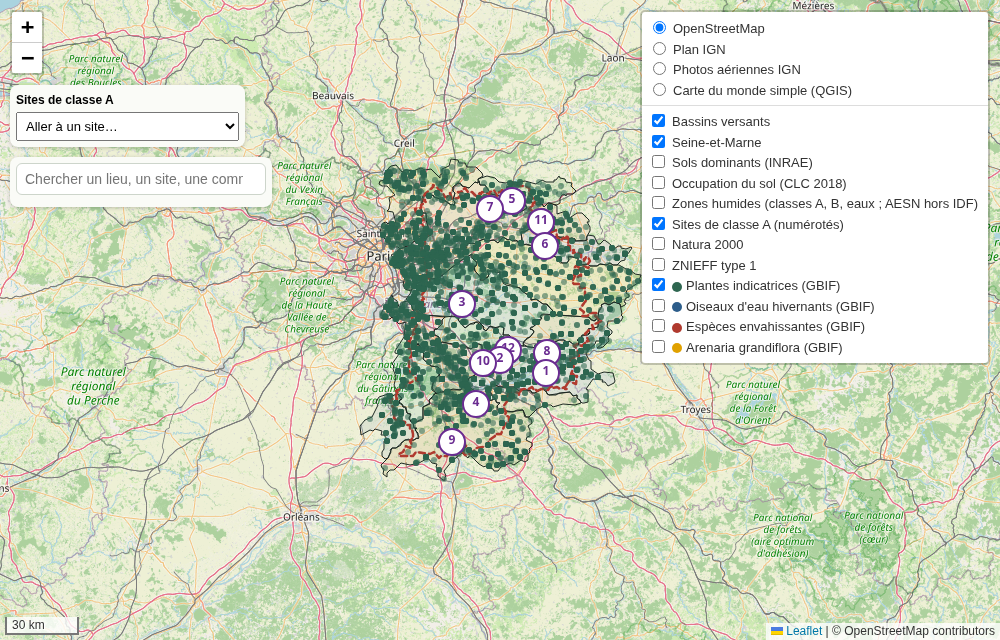 +
−
Sites de classe A
Aller à un site…
Chercher un lieu, un site, une comr
OpenStreetMap
Plan IGN
Photos aériennes IGN
Carte du monde simple (QGIS)
Bassins versants
Seine-et-Marne
Sols dominants (INRAE)
Occupation du sol (CLC 2018)
Zones humides (classes A, B, eaux ; AESN hors IDF)
Sites de classe A (numérotés)
Natura 2000
ZNIEFF type 1
Plantes indicatrices (GBIF)
Oiseaux d'eau hivernants (GBIF)
Espèces envahissantes (GBIF)
Arenaria grandiflora (GBIF)
Mézières
Parc naturel
régional
des Boucles
Laon
Beauvais
Creil
Parc naturel
régional
du Vexin
Français
7
5
11
6
Saint
Pari
Parc naturel
régional
de la Haute
Vallée de
Chevreuse
3
12
10
2
8
1
Parc naturel
régional
du Perche
4
9
Parc naturel
régional
de la Forêt
d'Orient
Troyes
Orléans
Parc national
de forêts
(aire optimum
d'adhésion)
Parc national
de forêts
(cœur)
30 km
Leaflet | © OpenStreetMap contributors